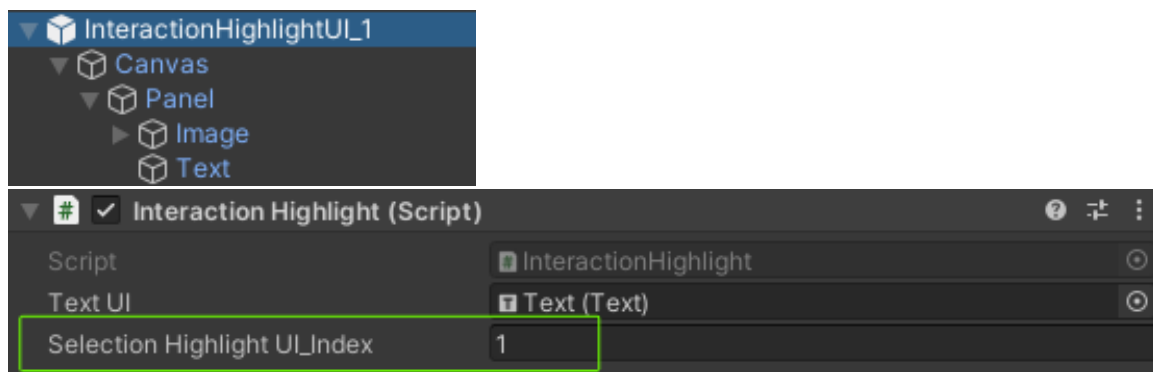 InteractionHighlightUI_1
Canvas
Panel
Image
Text
# Interaction Highlight (Script)
Script # InteractionHighlight
Text UI T Text (Text)
Selection Highlight UI_Index 1